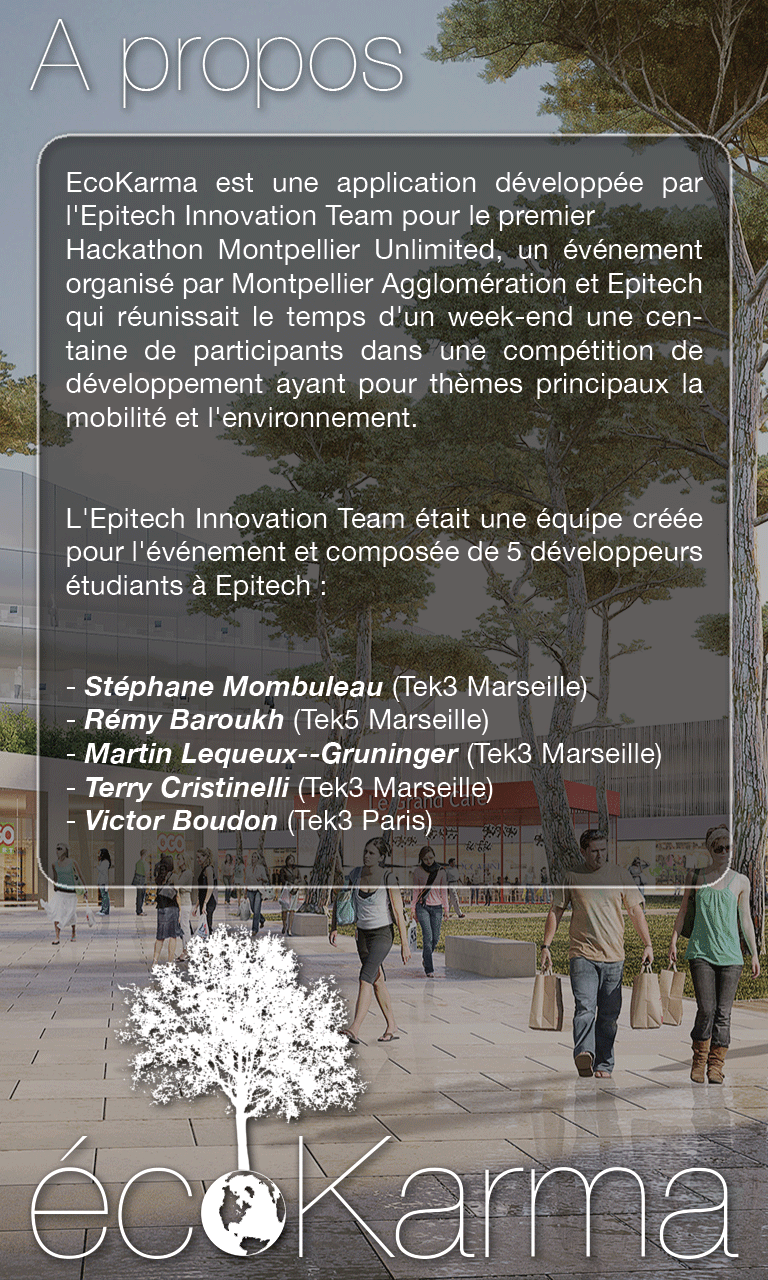 A propos
EcoKarma est une application développée par
l'Epitech Innovation Team pour le premier
Hackathon Montpellier Unlimited, un événement
organisé par Montpellier Agglomération et Epitech
qui réunissait le temps d'un week-end une cen-
taine de participants dans une compétition de
développement ayant pour thèmes principaux la
mobilité et l'environnement.
L'Epitech Innovation Team était une équipe créée
pour l'événement et composée de 5 développeurs
étudiants à Epitech :
- Stéphane Mombuleau (Tek3 Marseille)
- Rémy Baroukh (Tek5 Marseille)
- Martin Lequeux--Gruninger (Tek3 Marseille)
- Terry Cristinelli (Tek3 Marseille)
Le Grand Café
- Victor Boudon (Tek3 Paris)
écoKarma